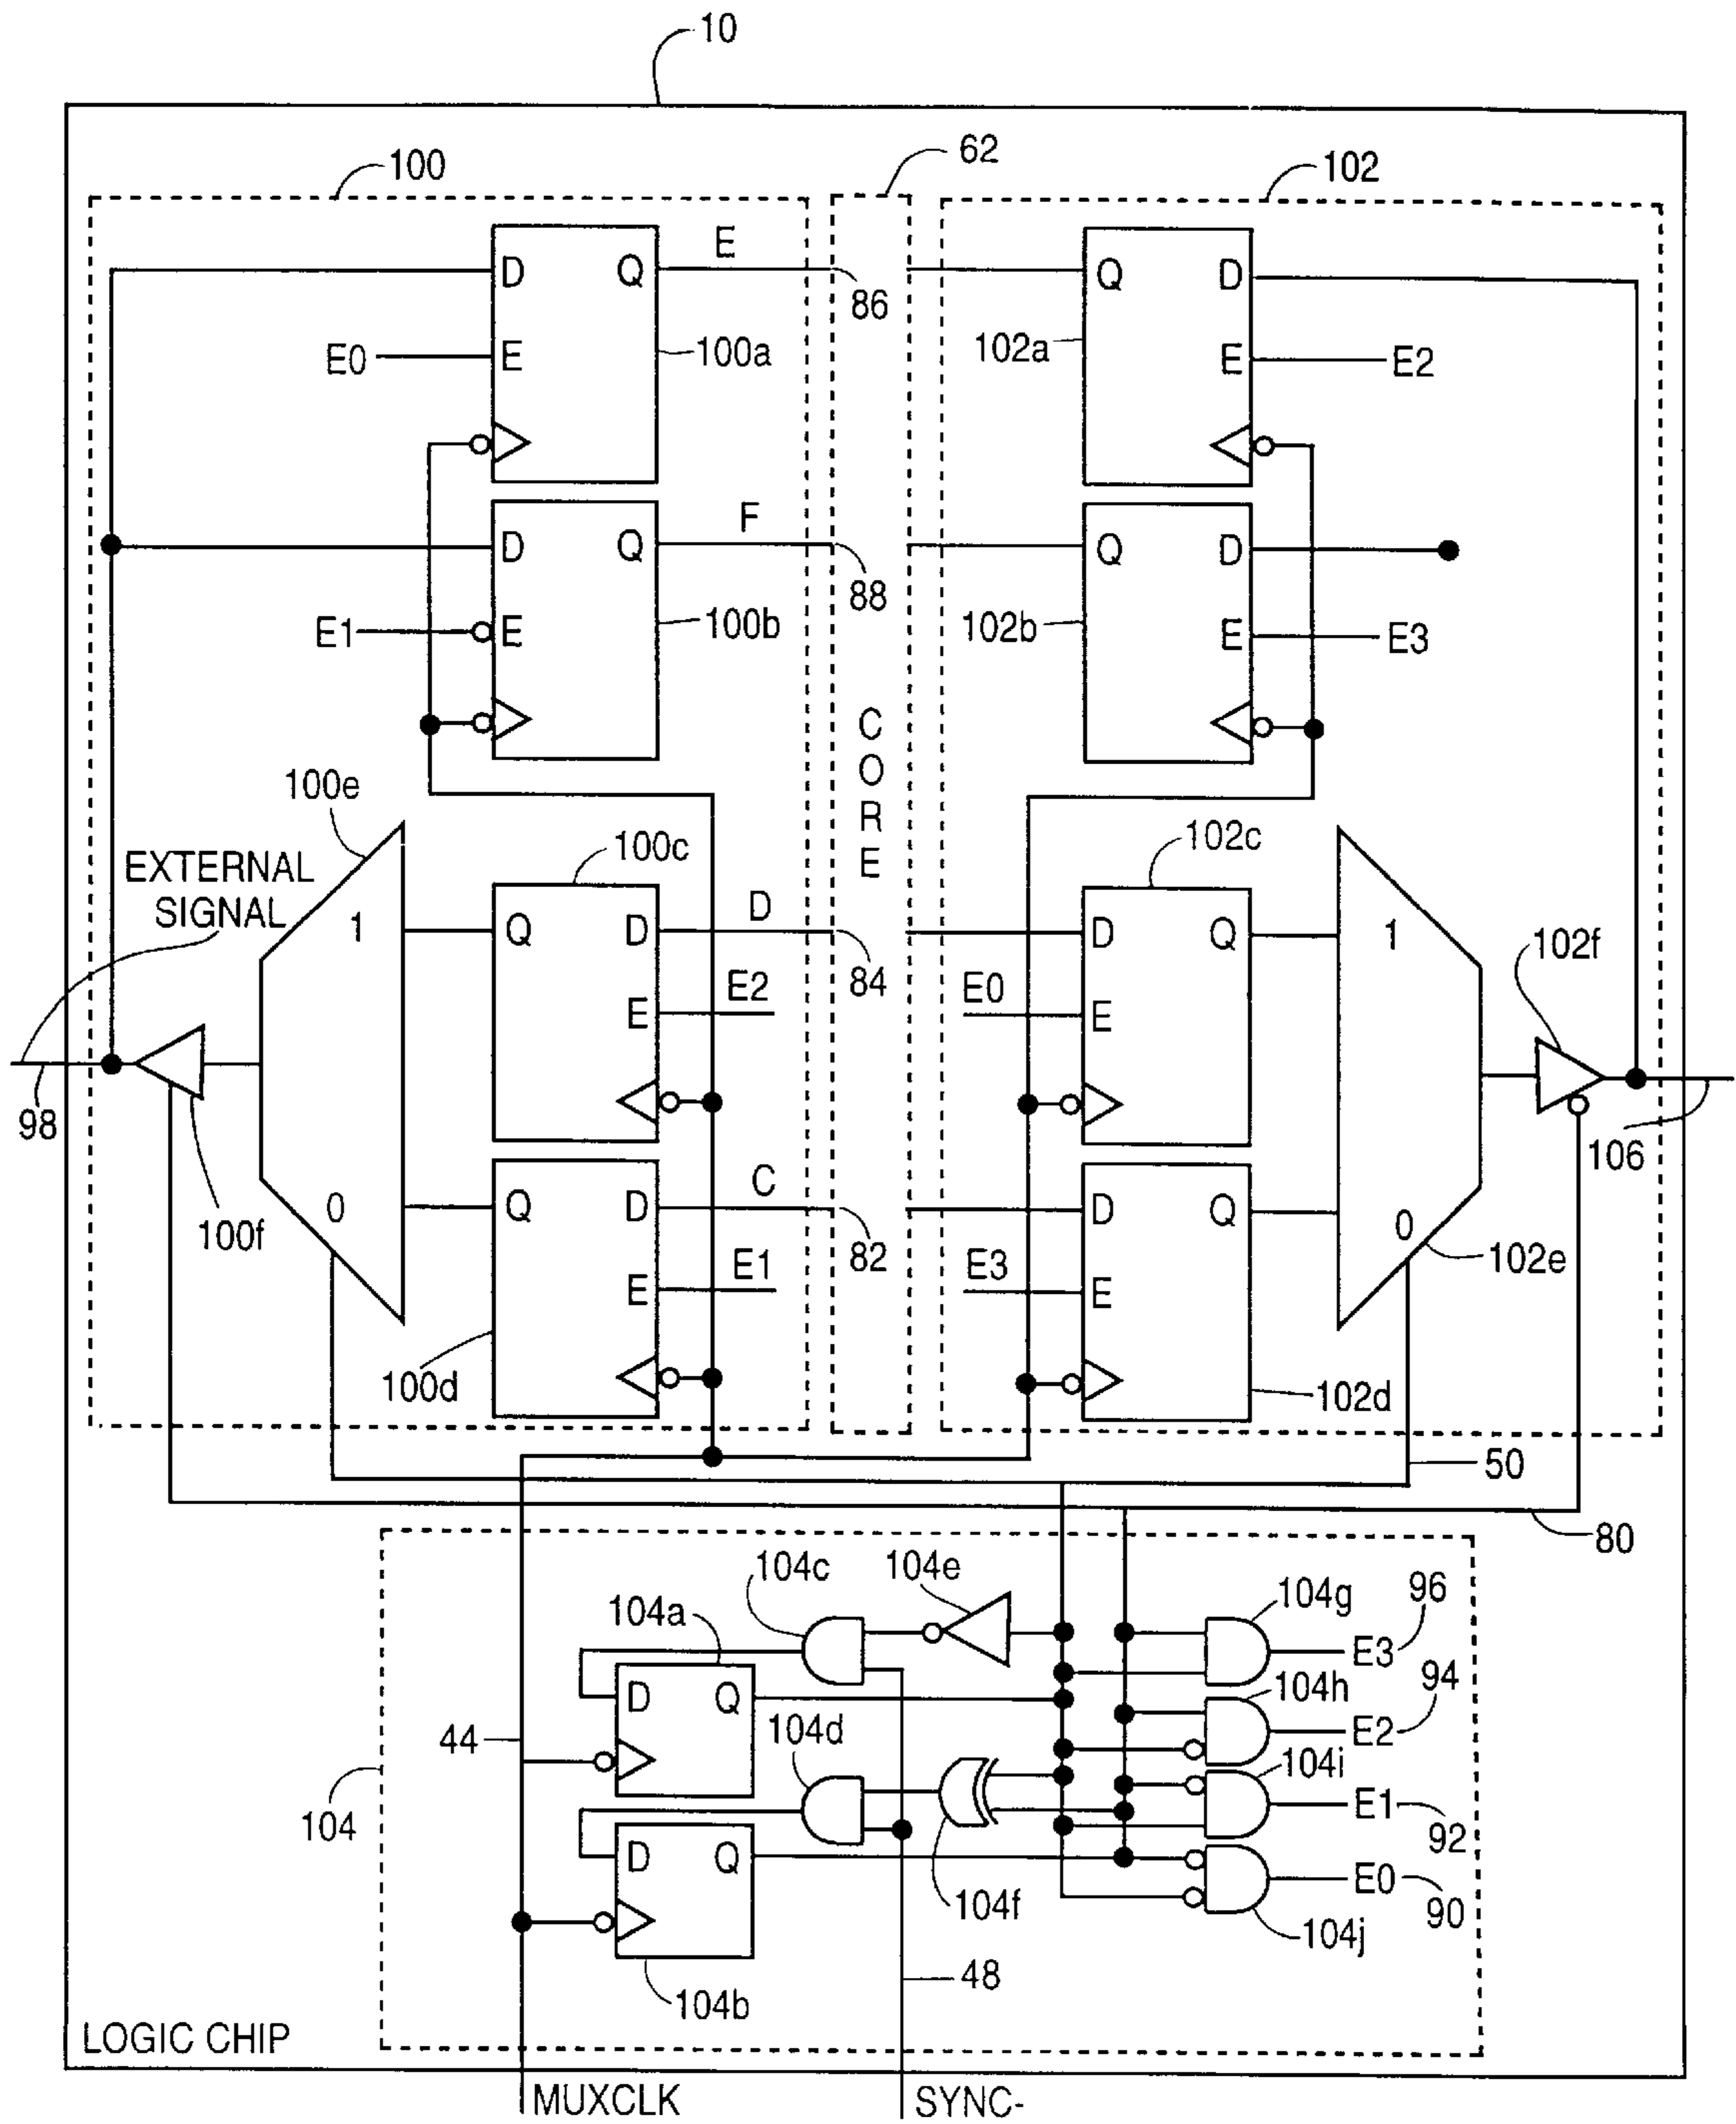 10
100
62
102
D Q E
86
Q D
E0 E
100a
102a
E E2
D Q F
88
Q D
E1 E
100b
102b
E E3
C
O
R
E
100e
EXTERNAL
SIGNAL
1
100c
Q D D
E2
E
84
102c
D Q
E0
E
1
102f
98
100f
0
Q D C
E1
E
100d
82
D Q
E3
E
102d
0
102e
106
50
80
104c
104e
104a
D Q
44
104d
D Q
104b
104f
48
104
104g
E3
96
104h
E2
94
104i
E1
92
E0
90
104j
LOGIC CHIP
MUXCLK
SYNC-